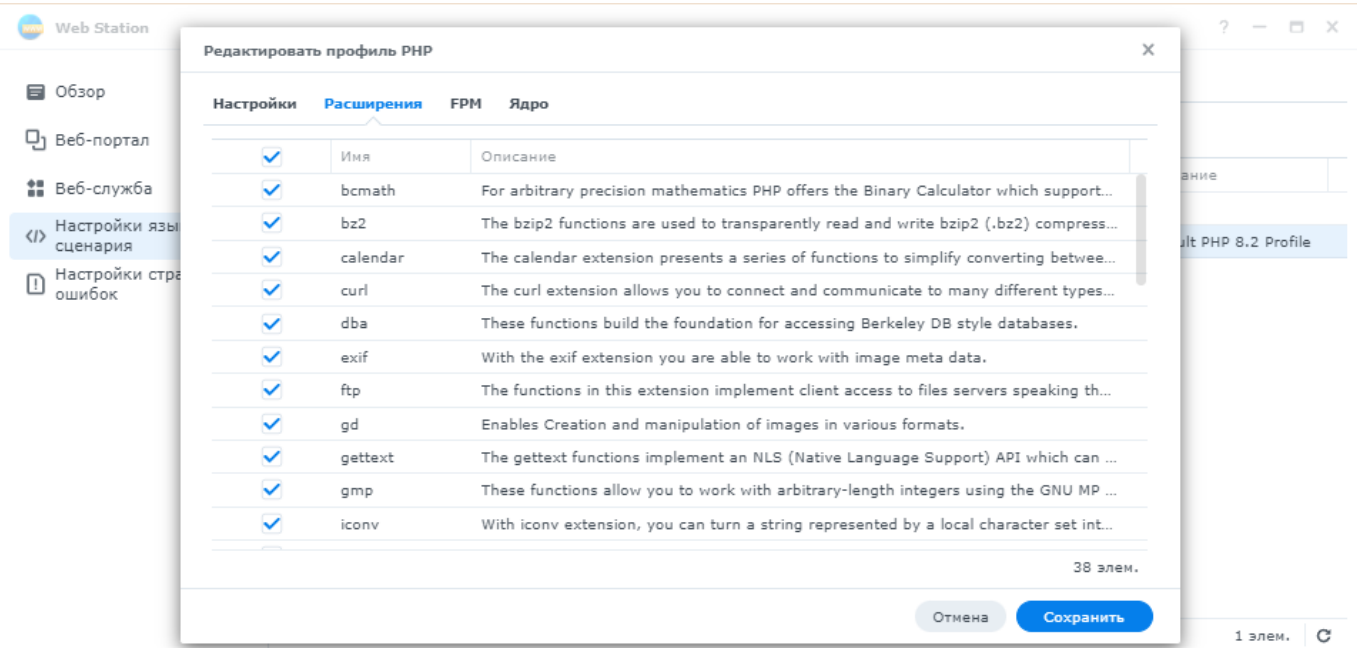 Web Station
Редактировать профиль PHP
Обзор
Веб-портал
Веб-служба
Настройки язы
сценария
Настройки стра
ошибок
Настройки Расширения FPM Ядро
Имя Описание
bcmath For arbitrary precision mathematics PHP offers the Binary Calculator which support...
bz2 The bzip2 functions are used to transparently read and write bzip2 (.bz2) compress...
calendar The calendar extension presents a series of functions to simplify converting betwee...
curl The curl extension allows you to connect and communicate to many different types...
dba These functions build the foundation for accessing Berkeley DB style databases.
exif With the exif extension you are able to work with image meta data.
ftp The functions in this extension implement client access to files servers speaking th...
gd Enables Creation and manipulation of images in various formats.
gettext The gettext functions implement an NLS (Native Language Support) API which can ...
gmp These functions allow you to work with arbitrary-length integers using the GNU MP ...
iconv With iconv extension, you can turn a string represented by a local character set int...
38 элем.
Отмена Сохранить
ание
ult PHP 8.2 Profile
1 элем.